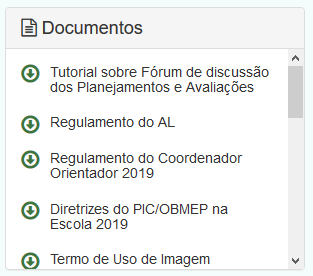 Documentos
Tutorial sobre Fórum de discussão
dos Planejamentos e Avaliações
Regulamento do AL
Regulamento do Coordenador
Orientador 2019
Diretrizes do PIC/OBMEP na
Escola 2019
Termo de Uso de Imagem